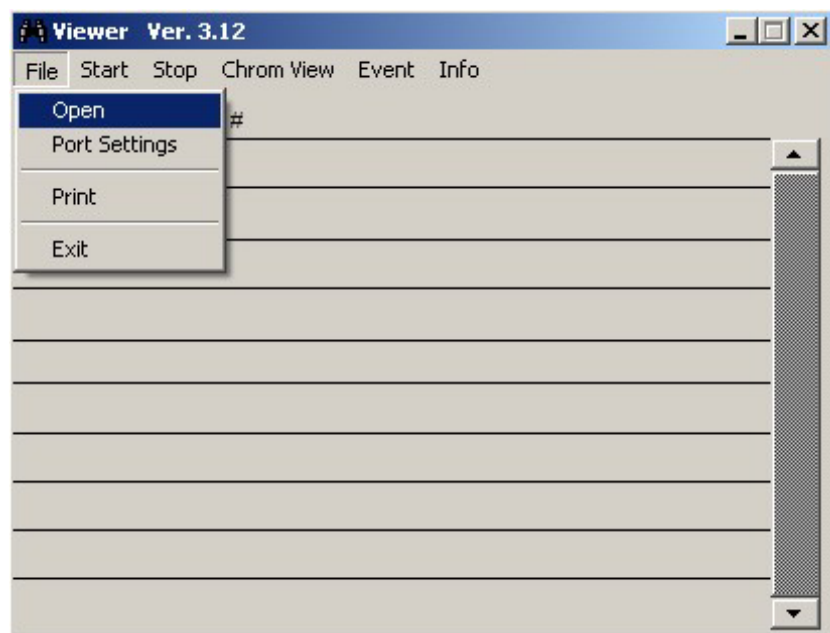 Viewer Ver. 3.12
File Start Stop Chrom View Event Info
Open
#
Port Settings
Print
Exit